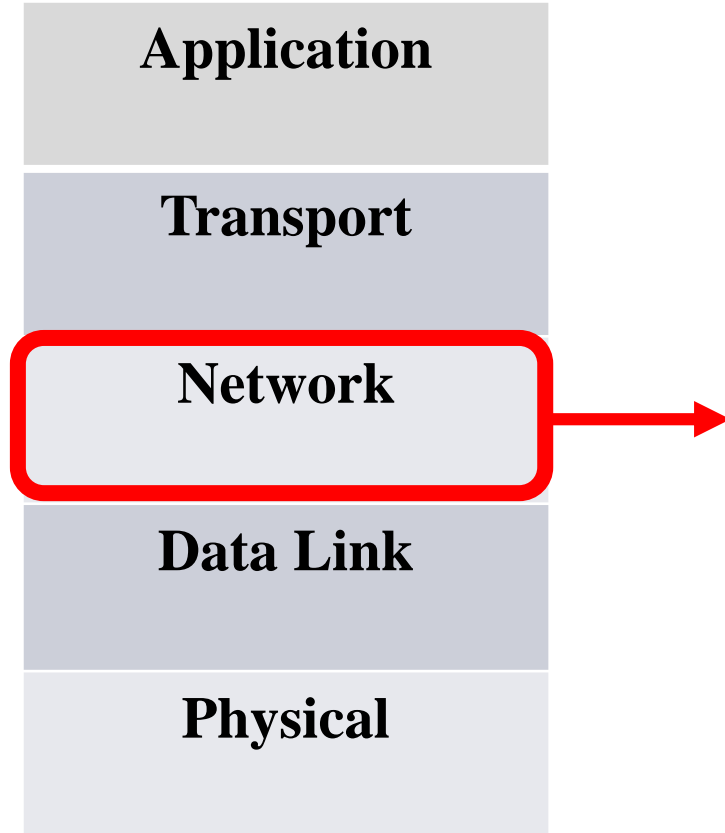 Application
Transport
Network
Data Link
Physical